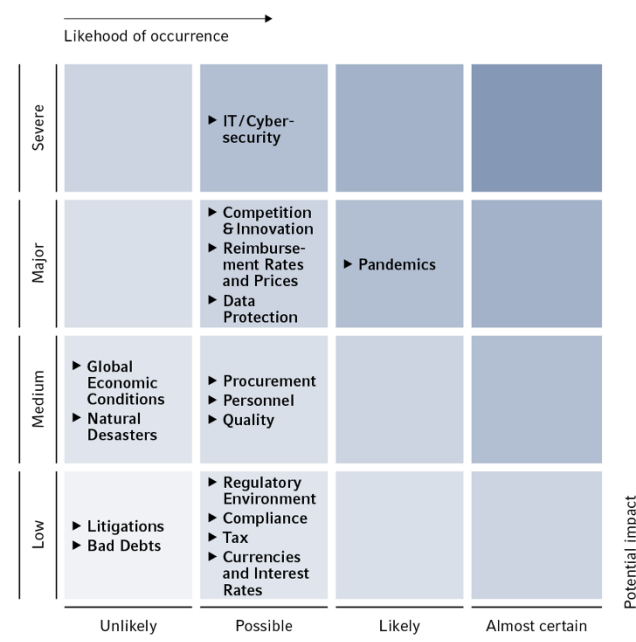 Likehood of occurrence
Severe
▶ IT/Cyber-
security
Major
▶ Competition
& Innovation
▶ Reimburse-
ment Rates
and Prices
▶ Data
Protection
▶ Pandemics
Medium
▶ Global
Economic
Conditions
▶ Natural
Desasters
▶ Procurement
▶ Personnel
▶ Quality
Low
▶ Litigations
▶ Bad Debts
▶ Regulatory
Environment
▶ Compliance
▶ Tax
▶ Currencies
and Interest
Rates
Potential impact
Unlikely
Possible
Likely
Almost certain